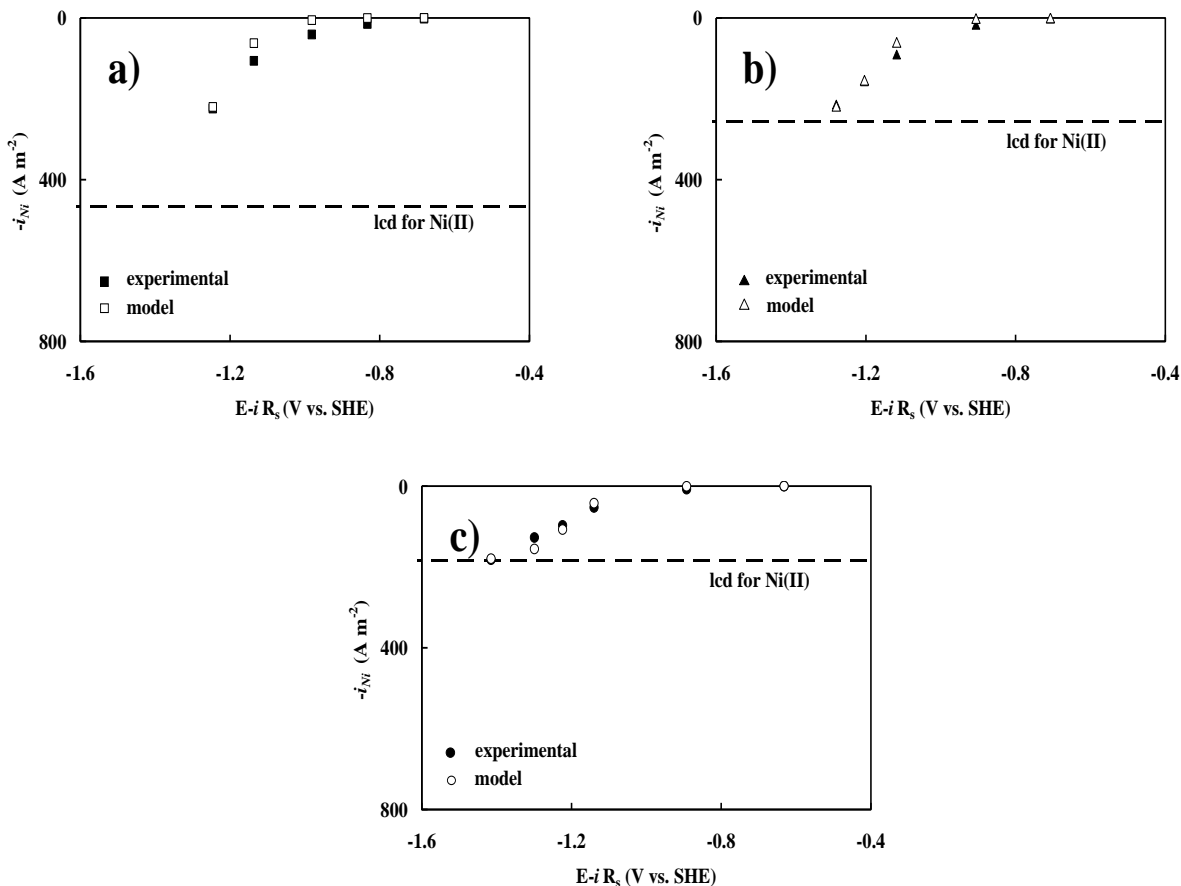 0
a)
400
-i_Ni (A m^-2)
lcd for Ni(II)
experimental
model
800
-1.6 -1.2 -0.8 -0.4
E-i R_s (V vs. SHE)
0
b)
lcd for Ni(II)
400
-i_Ni (A m^-2)
experimental
model
800
-1.6 -1.2 -0.8 -0.4
E-i R_s (V vs. SHE)
0
c)
lcd for Ni(II)
400
-i_Ni (A m^-2)
experimental
model
800
-1.6 -1.2 -0.8 -0.4
E-i R_s (V vs. SHE)